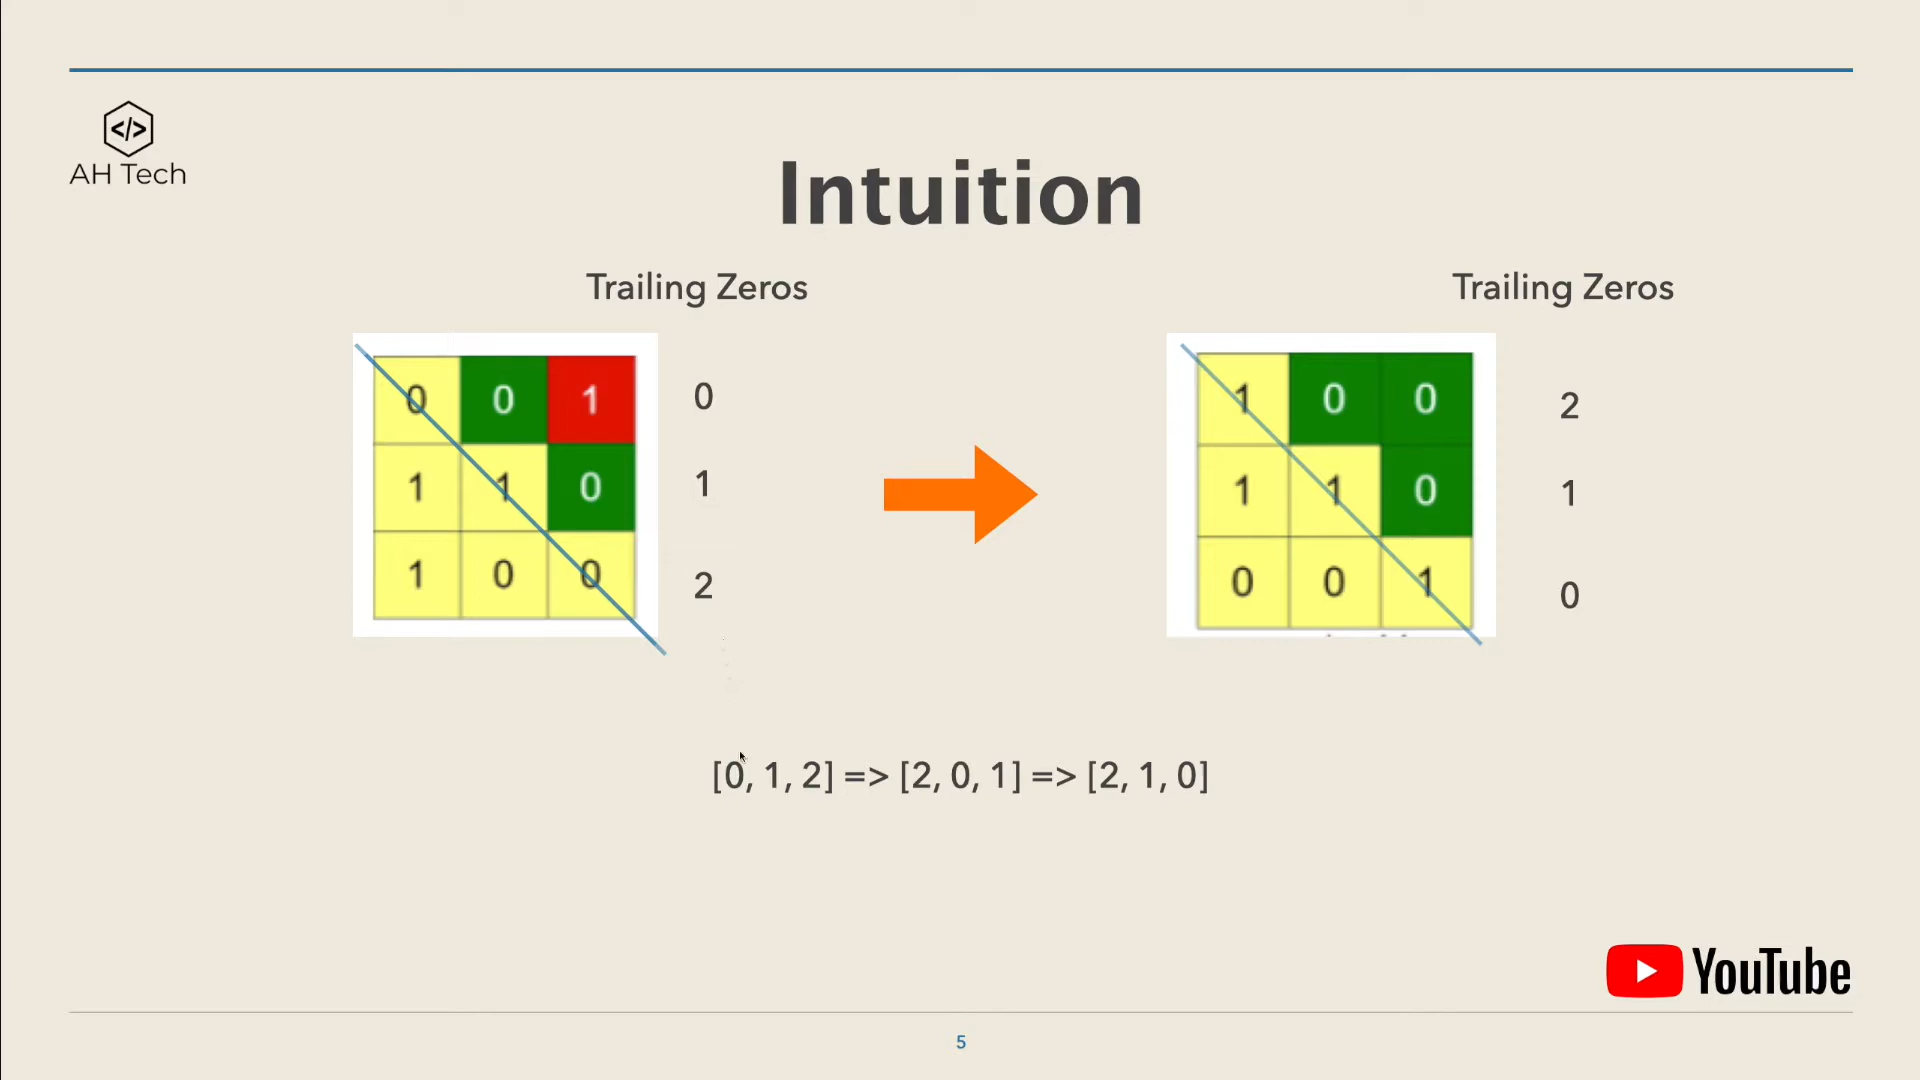 </>
AH Tech
Intuition
Trailing Zeros
Trailing Zeros
0 0 1 0
1 1 0 1
1 0 0 2
1 0 0 2
1 1 0 1
0 0 1 0
[0, 1, 2] => [2, 0, 1] => [2, 1, 0]
YouTube
5